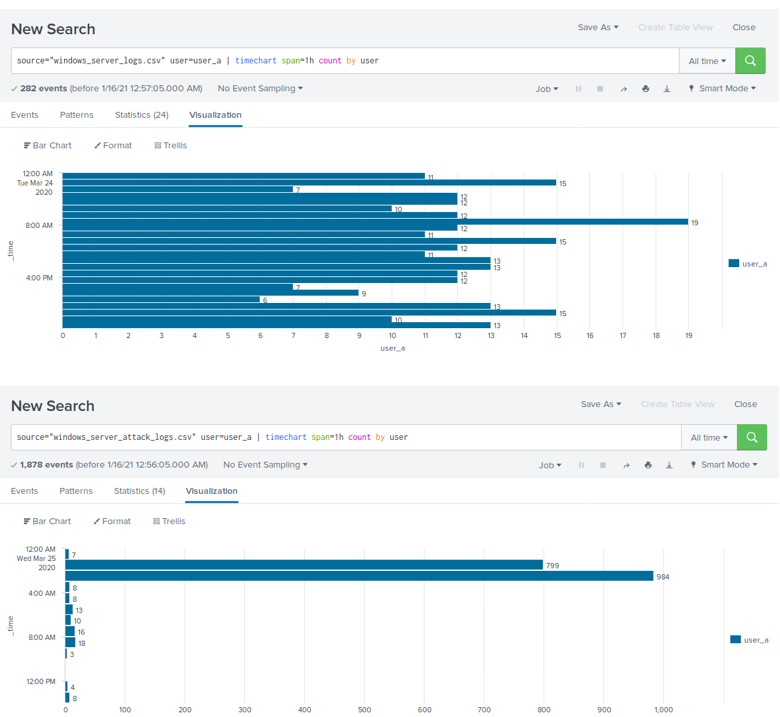 New Search
Save As Create Table View Close
source="windows_server_logs.csv" user=user_a | timechart span=1h count by user
All time
✓ 282 events (before 1/16/21 12:57:05.000 AM) No Event Sampling
Job Smart Mode
Events Patterns Statistics (24) Visualization
Bar Chart Format Trellis
12:00 AM
Tue Mar 24
2020
8:00 AM
4:00 PM
_time
11
15
7
12
12
10
12
19
12
11
15
12
11
13
13
12
12
7
9
6
13
15
10
13
user_a
0 1 2 3 4 5 6 7 8 9 10 11 12 13 14 15 16 17 18 19
user_a
New Search
Save As Create Table View Close
source="windows_server_attack_logs.csv" user=user_a | timechart span=1h count by user
All time
✓ 1,878 events (before 1/16/21 12:56:05.000 AM) No Event Sampling
Job Smart Mode
Events Patterns Statistics (14) Visualization
Bar Chart Format Trellis
12:00 AM
Wed Mar 25
2020
4:00 AM
8:00 AM
12:00 PM
_time
7
799
984
8
8
13
10
16
18
3
4
8
user_a
0 100 200 300 400 500 600 700 800 900 1,000